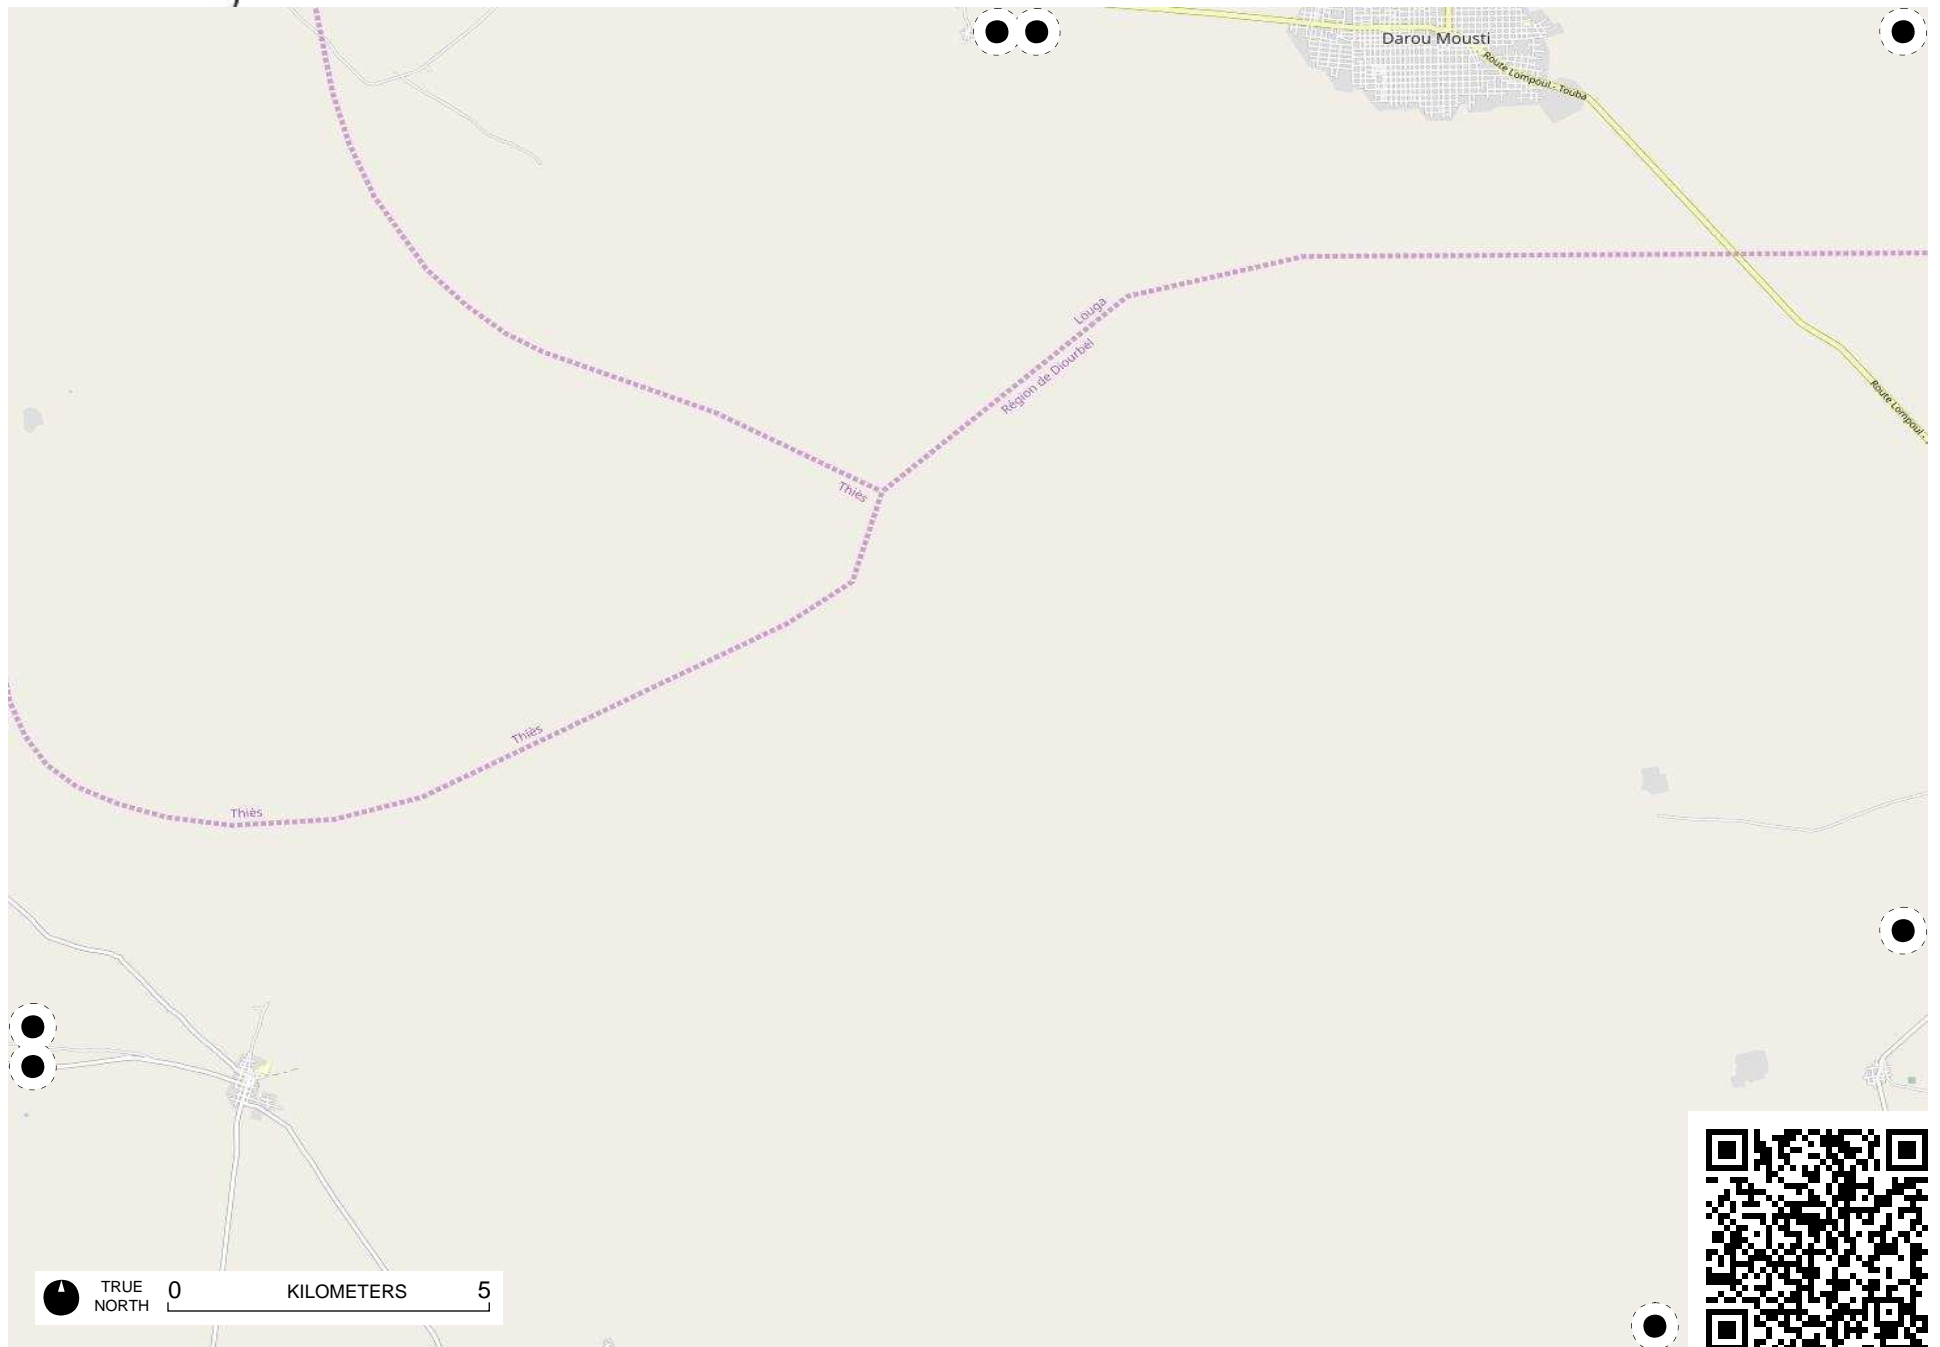 Darou Mousti
Route Lompoul - Touba
Louga
Région de Diourbel
Route Lompoul -
Thiès
Thiès
Thiès
TRUE
NORTH
0 KILOMETERS 5